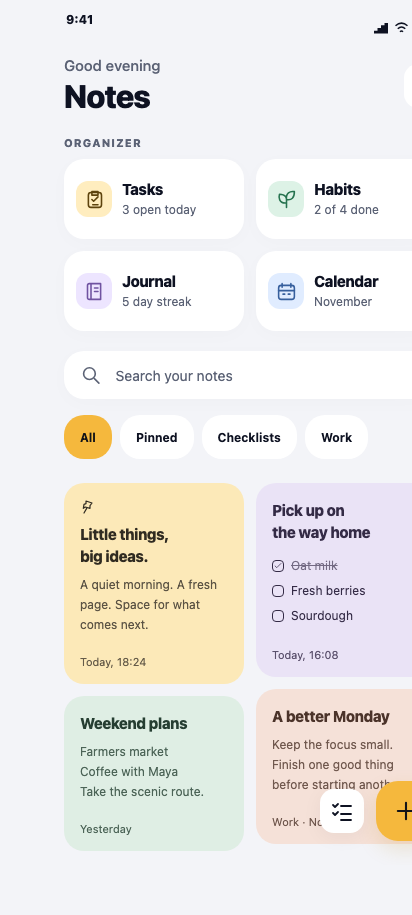 9:41
Good evening
Notes
ORGANIZER
Tasks
3 open today
Habits
2 of 4 done
Journal
5 day streak
Calendar
November
Search your notes
All
Pinned
Checklists
Work
Little things,
big ideas.
A quiet morning. A fresh
page. Space for what
comes next.
Today, 18:24
Pick up on
the way home
Oat milk
Fresh berries
Sourdough
Today, 16:08
Weekend plans
Farmers market
Coffee with Maya
Take the scenic route.
Yesterday
A better Monday
Keep the focus small.
Finish one good thing
before starting
Work ·